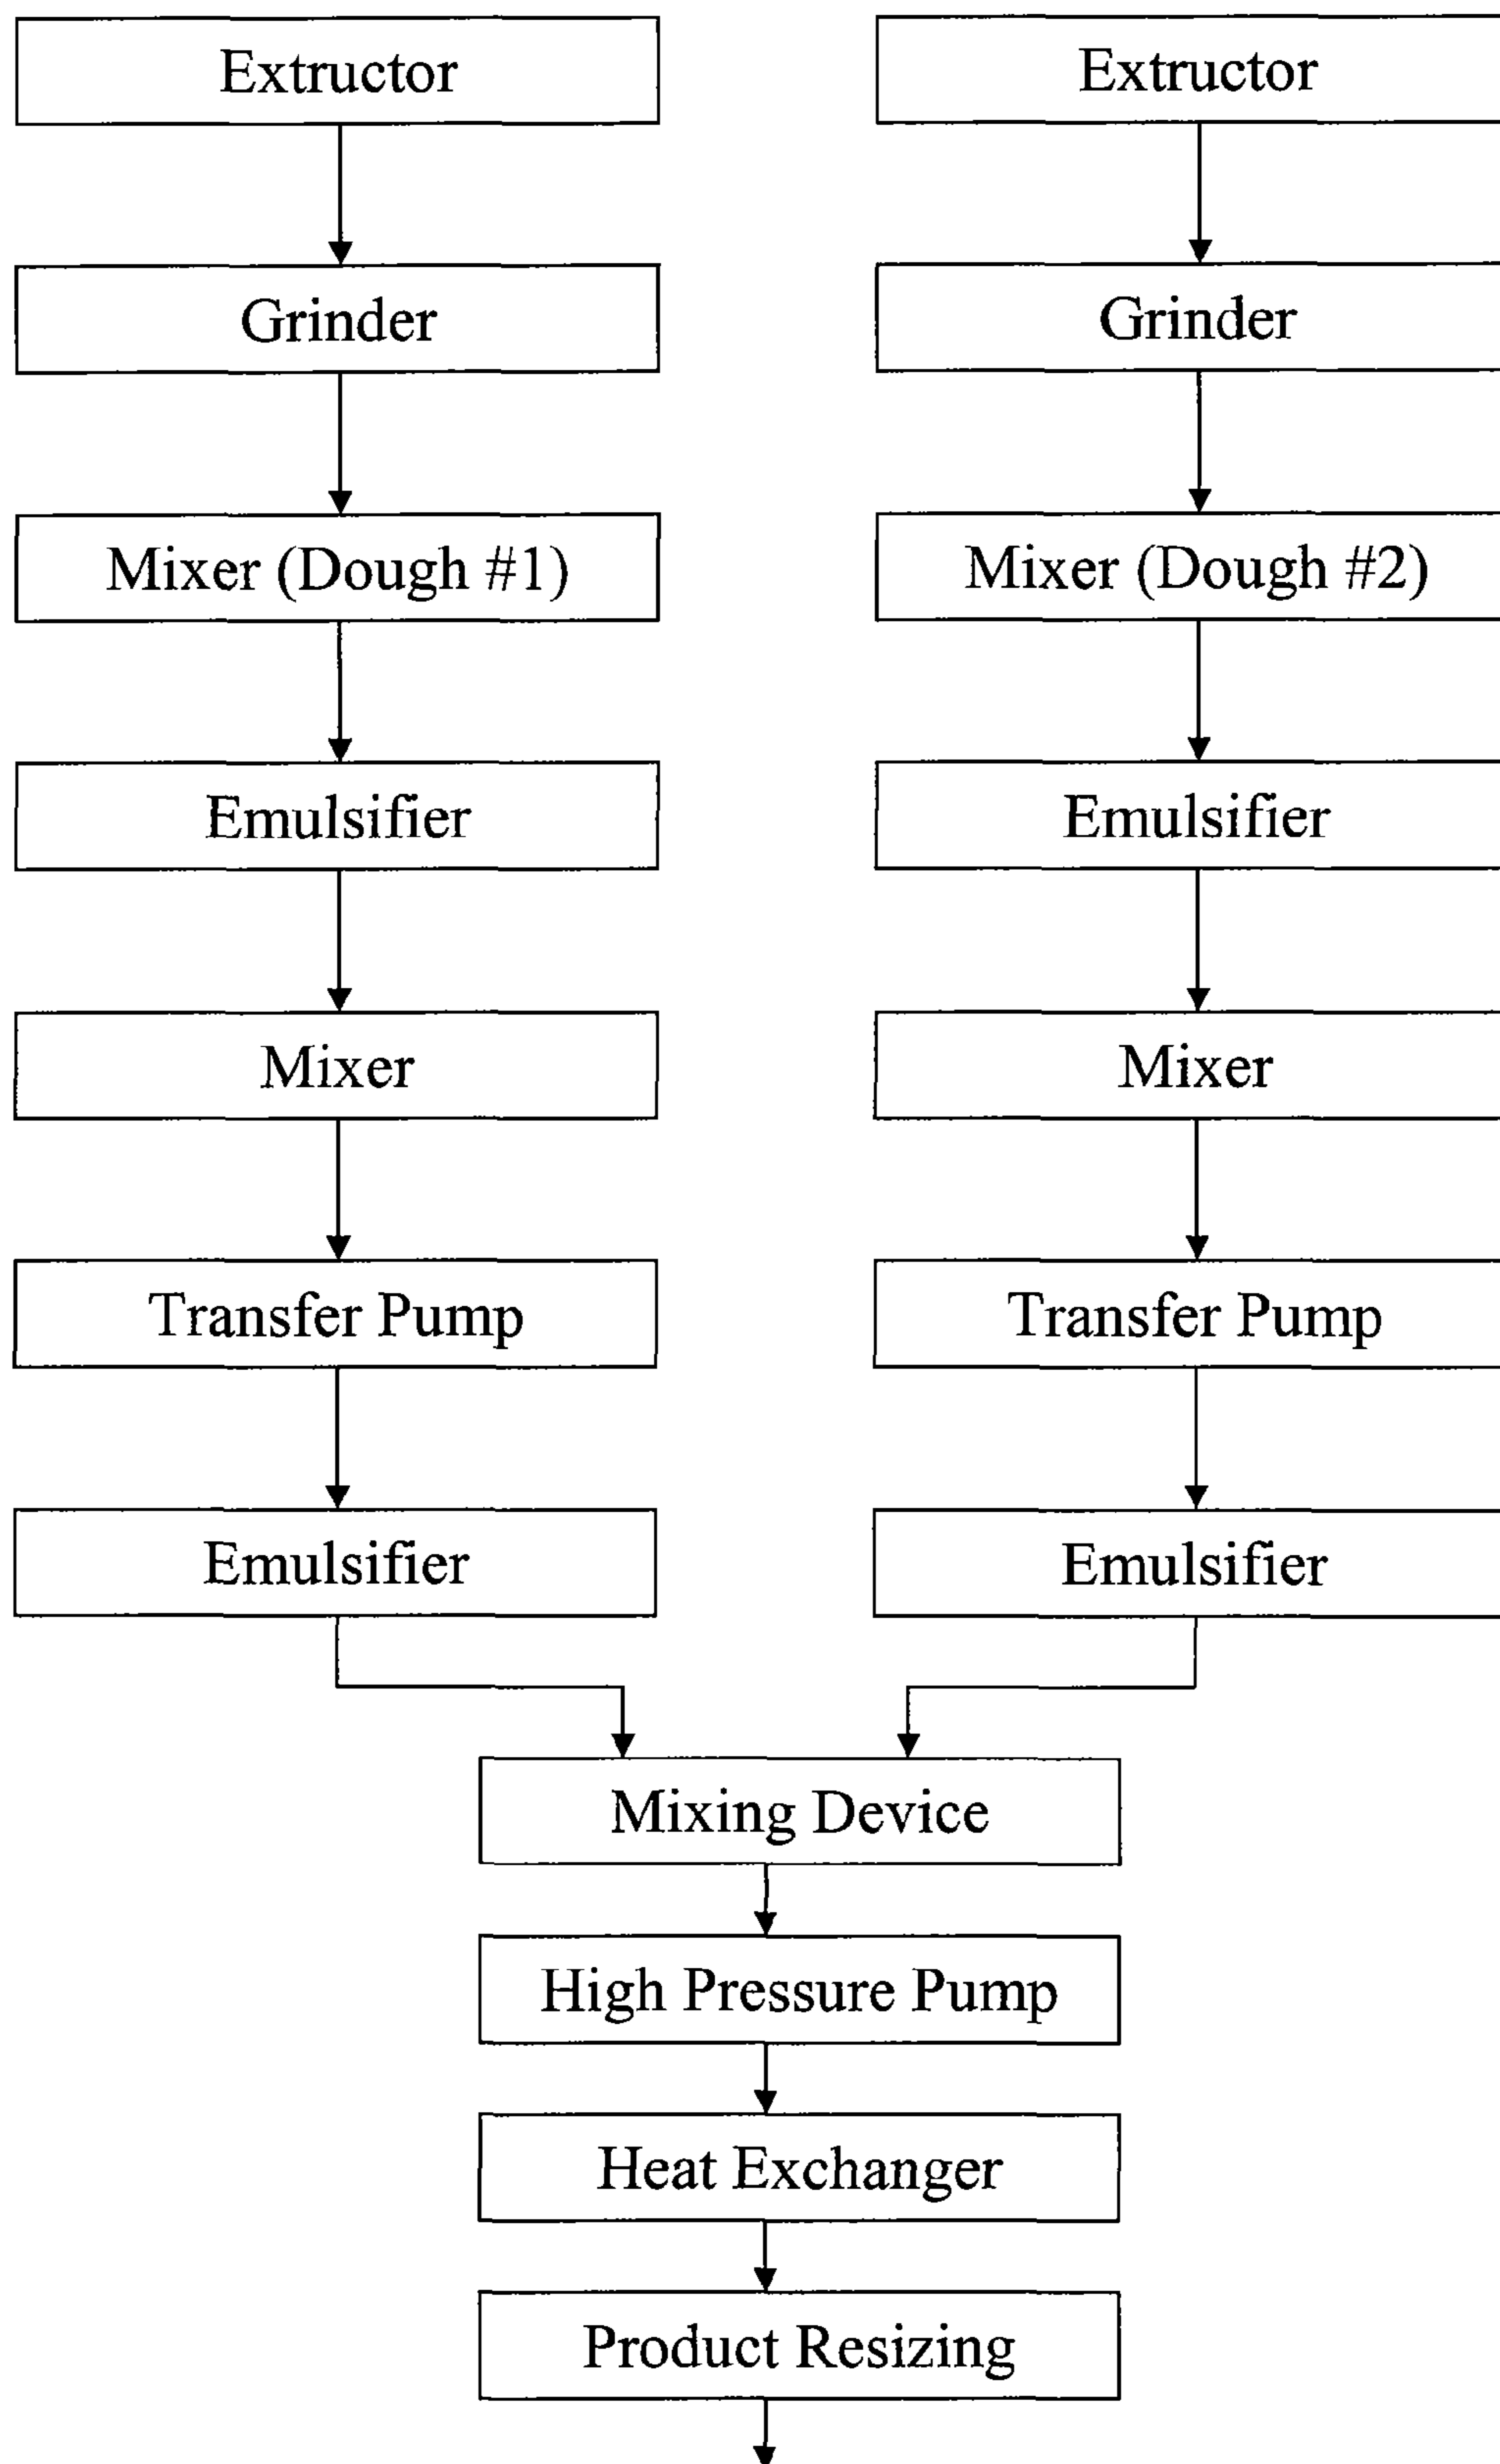 Extructor
Extructor
Grinder
Grinder
Mixer (Dough #1)
Mixer (Dough #2)
Emulsifier
Emulsifier
Mixer
Mixer
Transfer Pump
Transfer Pump
Emulsifier
Emulsifier
Mixing Device
High Pressure Pump
Heat Exchanger
Product Resizing